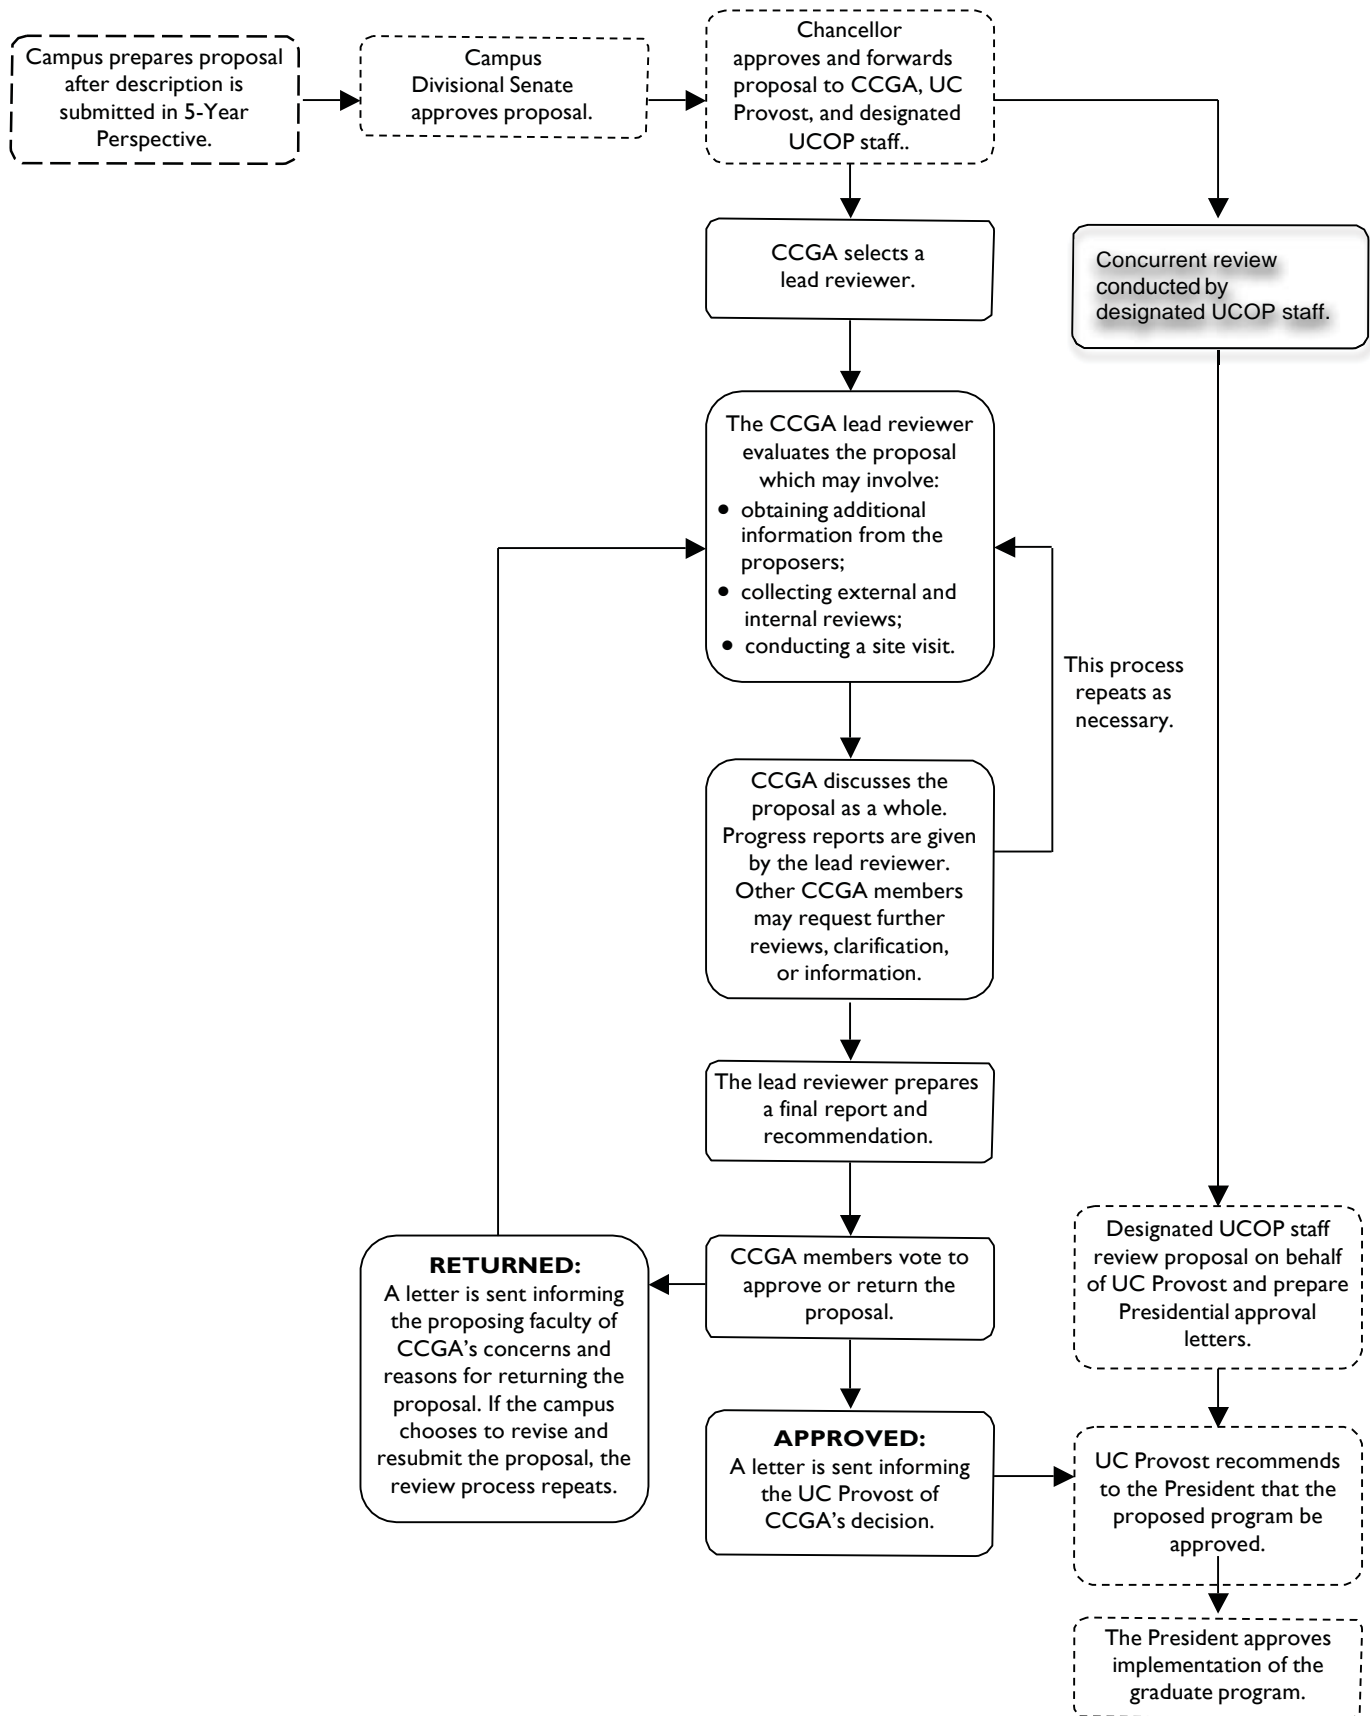 Campus prepares proposal
after description is
submitted in 5-Year
Perspective.
Campus
Divisional Senate
approves proposal.
Chancellor
approves and forwards
proposal to CCGA, UC
Provost, and designated
UCOP staff..
CCGA selects a
lead reviewer.
Concurrent review
conducted by
designated UCOP staff.
The CCGA lead reviewer
evaluates the proposal
which may involve:
• obtaining additional
information from the
proposers;
• collecting external and
internal reviews;
• conducting a site visit.
This process
repeats as
necessary.
CCGA discusses the
proposal as a whole.
Progress reports are given
by the lead reviewer.
Other CCGA members
may request further
reviews, clarification,
or information.
The lead reviewer prepares
a final report and
recommendation.
CCGA members vote to
approve or return the
proposal.
RETURNED:
A letter is sent informing
the proposing faculty of
CCGA’s concerns and
reasons for returning the
proposal. If the campus
chooses to revise and
resubmit the proposal, the
review process repeats.
APPROVED:
A letter is sent informing
the UC Provost of
CCGA’s decision.
Designated UCOP staff
review proposal on behalf
of UC Provost and prepare
Presidential approval
letters.
UC Provost recommends
to the President that the
proposed program be
approved.
The President approves
implementation of the
graduate program.